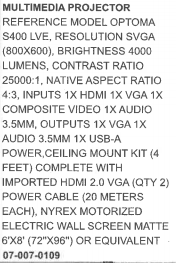 MULTIMEDIA PROJECTOR
REFERENCE MODEL OPTOMA
S400 LVE, RESOLUTION SVGA
(800X600), BRIGHTNESS 4000
LUMENS, CONTRAST RATIO
25000:1, NATIVE ASPECT RATIO
4:3, INPUTS 1X HDMI 1X VGA 1X
COMPOSITE VIDEO 1X AUDIO
3.5MM, OUTPUTS 1X VGA 1X
AUDIO 3.5MM 1X USB-A
POWER,CEILING MOUNT KIT (4
FEET) COMPLETE WITH
IMPORTED HDMI 2.0 VGA (QTY 2)
POWER CABLE (20 METERS
EACH), NYREX MOTORIZED
ELECTRIC WALL SCREEN MATTE
6'X8' (72"X96") OR EQUIVALENT
07-007-0109